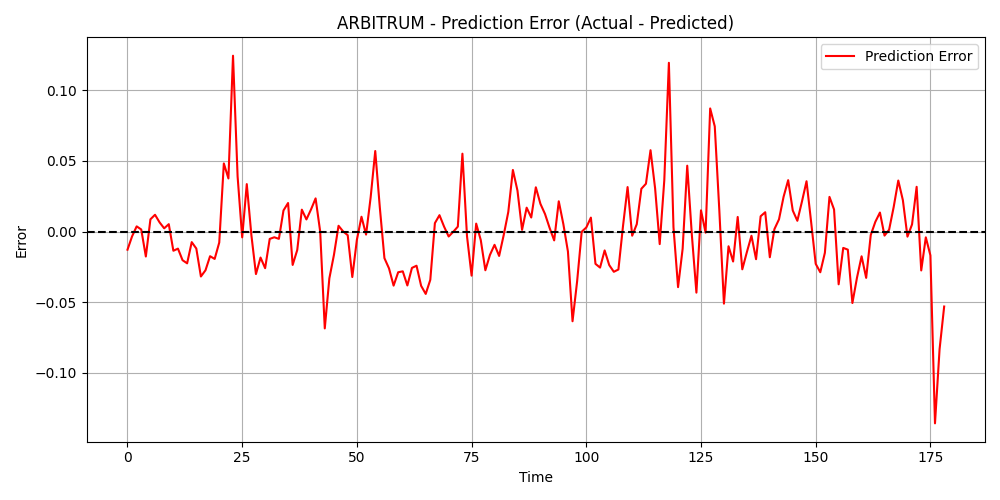 ARBITRUM - Prediction Error (Actual - Predicted)
Prediction Error
0.10
0.05
0.00
−0.05
−0.10
Error
0 25 50 75 100 125 150 175
Time